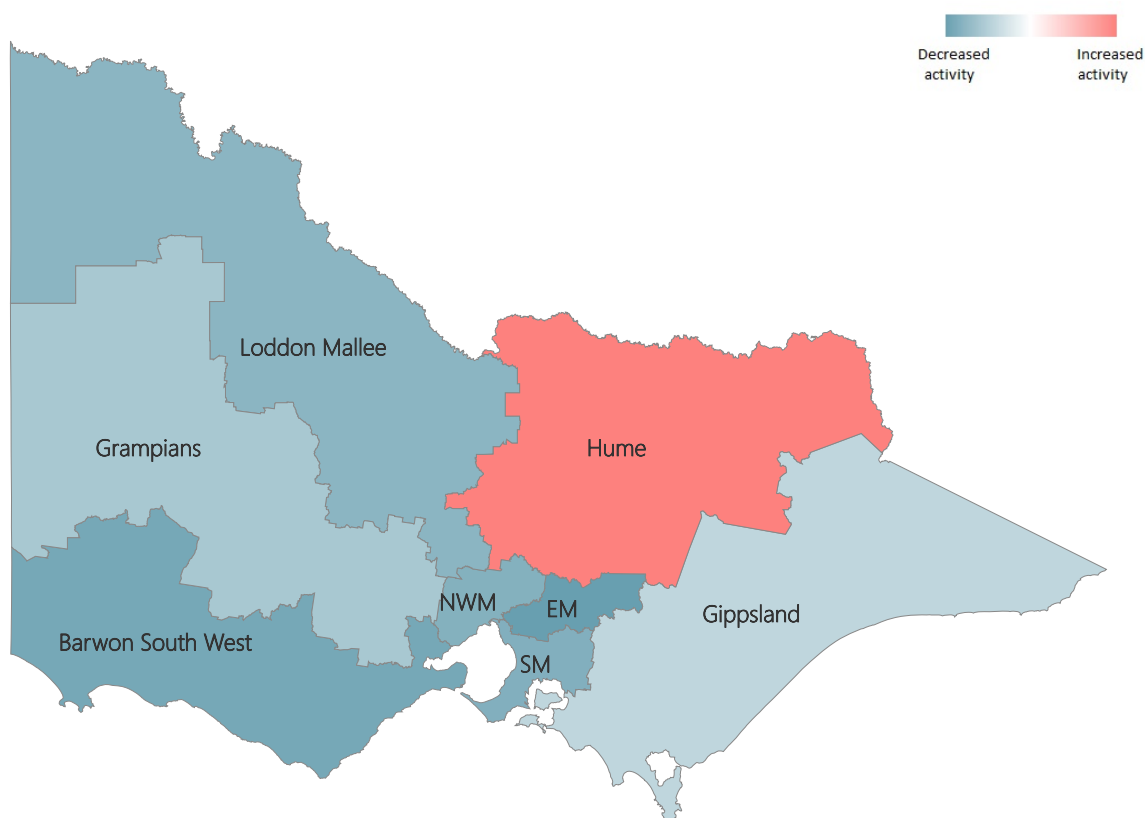 Decreased activity
Increased activity
Loddon Mallee
Grampians
Hume
NWM
EM
Gippsland
Barwon South West
SM